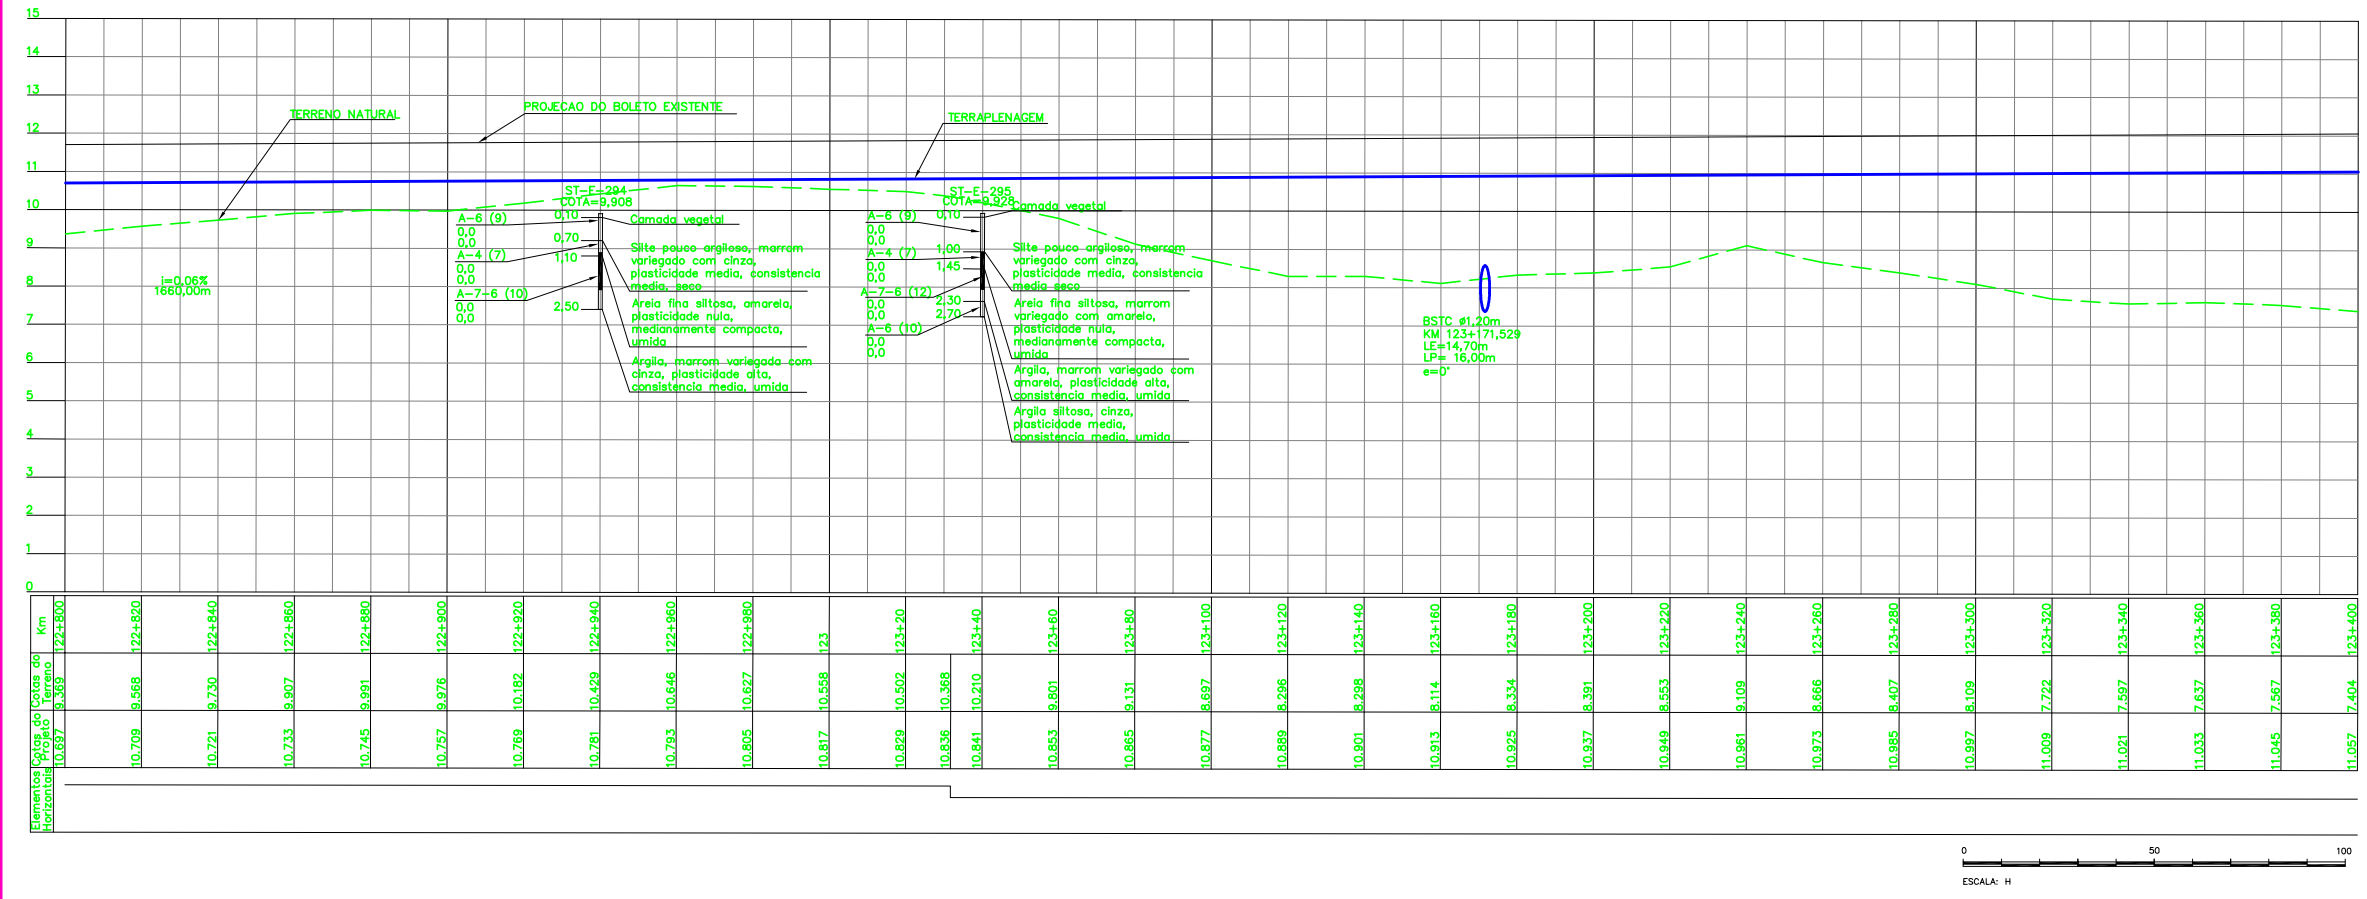 15
14
13
12
11
10
9
8
7
6
5
4
3
2
1
0
TERRENO NATURAL
PROJECAO DO BOLETO EXISTENTE
TERRAPLENAGEM
i=0.06%
1660,00m
ST-E-294
COTA=9,908
A-6 (9)
0,0
0,0
A-4 (7)
0,0
0,0
A-7-6 (10)
0,0
0,0
0,10
0,70
1,10
2,50
Camada vegetal
Silte pouco argiloso, marrom
variegado com cinza,
plasticidade media, consistencia
media, seco
Areia fina siltosa, amarela,
plasticidade nula,
medianamente compacta,
umida
Argila, marrom variegada com
cinza, plasticidade alta,
consistencia media, umida
ST-E-295
COTA=9,928
A-6 (9)
0,0
0,0
A-4 (7)
0,0
0,0
A-7-6 (12)
0,0
0,0
A-6 (10)
0,0
0,0
0,10
1,00
1,45
2,30
2,70
Camada vegetal
Silte pouco argiloso, marrom
variegado com cinza,
plasticidade media, consistencia
media seco
Areia fina siltosa, marrom
variegado com amarelo,
plasticidade nula,
medianamente compacta,
umida
Argila, marrom variegado com
amarelo, plasticidade alta,
consistencia media, umida
Argila siltosa, cinza,
plasticidade media,
consistencia media, umida
BSTC ø1,20m
KM 123+171,529
LE=14,70m
LP= 16,00m
e=0°
Km
122+800
122+820
122+840
122+860
122+880
122+900
122+920
122+940
122+960
122+980
123
123+20
123+40
123+60
123+80
123+100
123+120
123+140
123+160
123+180
123+200
123+220
123+240
123+260
123+280
123+300
123+320
123+340
123+360
123+380
123+400
Cotas do
Terreno
9.369
9.568
9.730
9.907
9.991
9.976
10.182
10.429
10.646
10.627
10.558
10.502
10.368
10.210
9.801
9.131
8.697
8.296
8.298
8.114
8.334
8.391
8.553
9.109
8.666
8.407
8.109
7.722
7.597
7.637
7.567
7.404
Cotas do
Projeto
10.697
10.709
10.721
10.733
10.745
10.757
10.769
10.781
10.793
10.805
10.817
10.829
10.836
10.841
10.853
10.865
10.877
10.889
10.901
10.913
10.925
10.937
10.949
10.961
10.973
10.985
10.997
11.009
11.021
11.033
11.045
11.057
Elementos
Horizontais
0
50
100
ESCALA: H